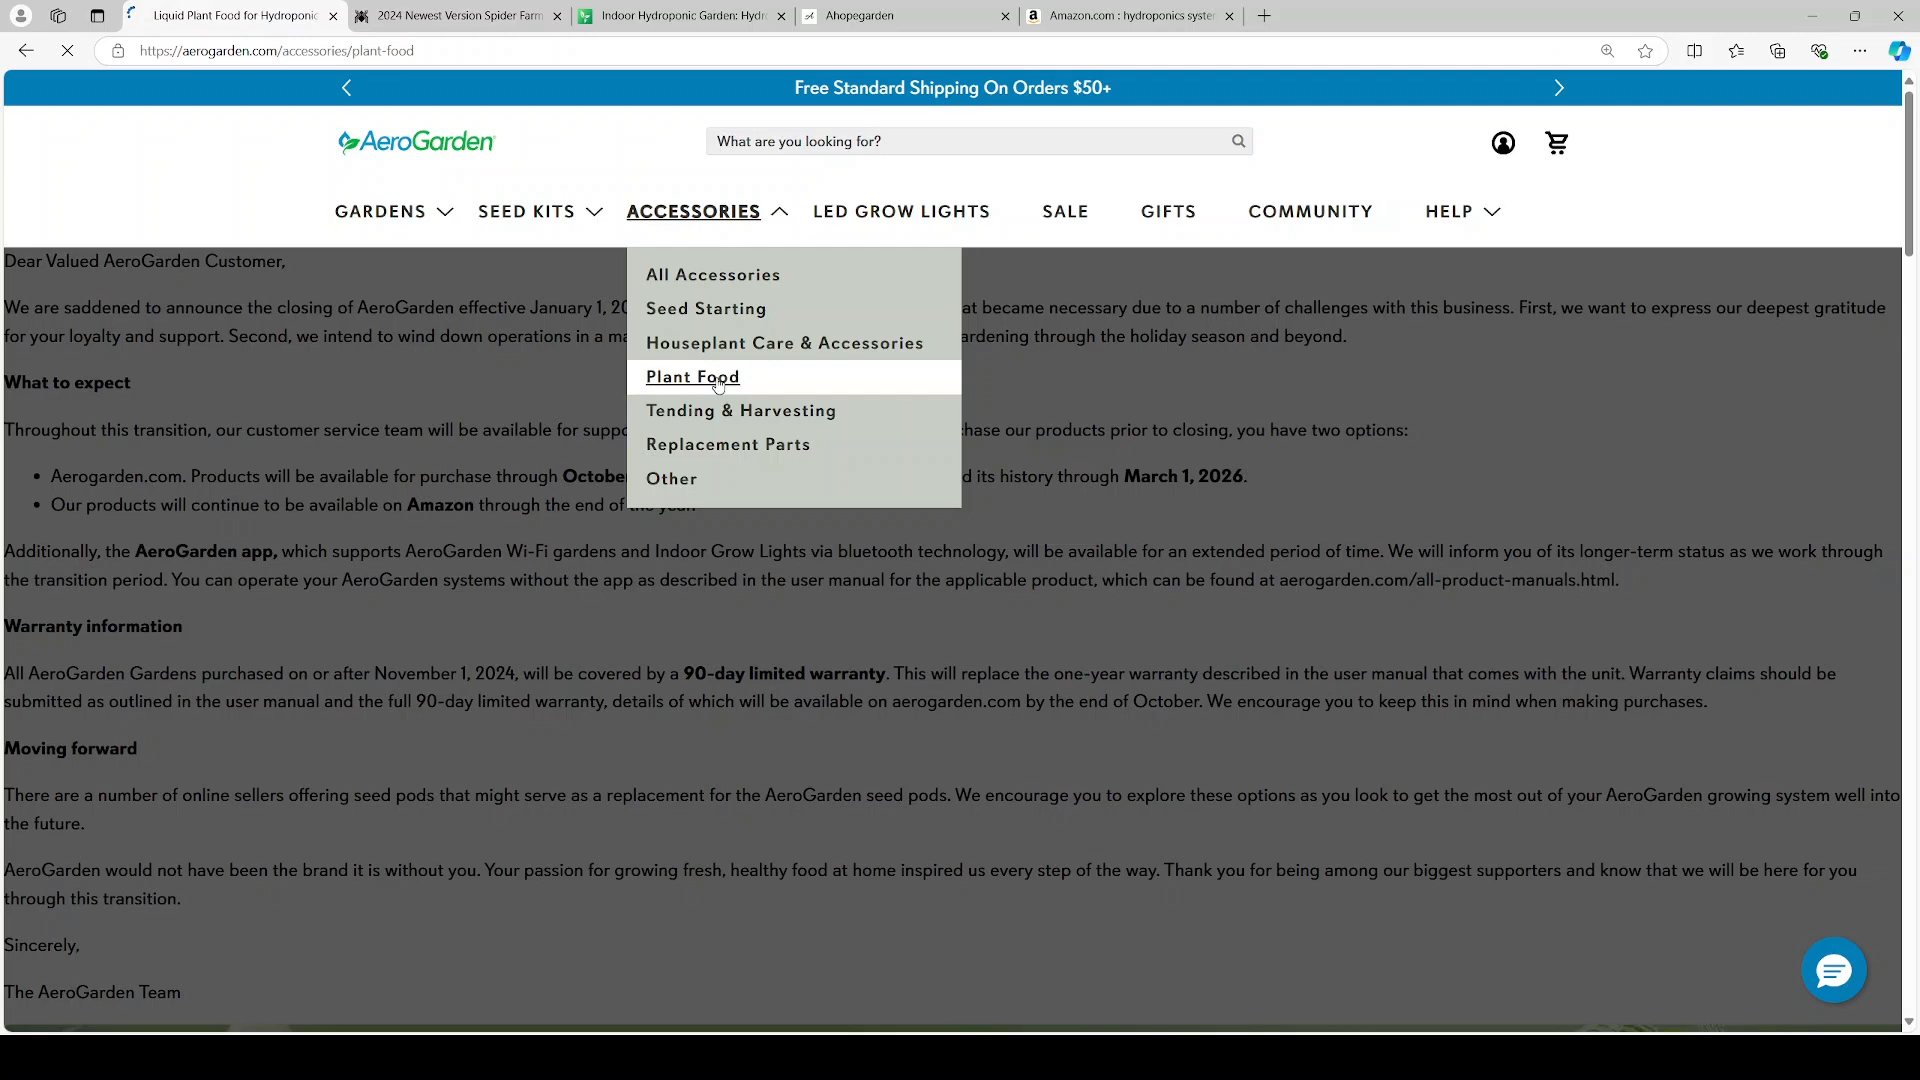 Liquid Plant Food for Hydroponic
2024 Newest Version Spider Farm
Indoor Hydroponic Garden: Hydro
Ahopegarden
Amazon.com : hydroponics syste
https://aerogarden.com/accessories/plant-food
Free Standard Shipping On Orders $50+
AeroGarden
What are you looking for?
GARDENS SEED KITS ACCESSORIES LED GROW LIGHTS SALE GIFTS COMMUNITY HELP
All Accessories
Seed Starting
Houseplant Care & Accessories
Plant Food
Tending & Harvesting
Replacement Parts
Other
Dear Valued AeroGarden Customer,
We are saddened to announce the closing of AeroGarden effective January 1, 20 at became necessary due to a number of challenges with this business. First, we want to express our deepest gratitude
for your loyalty and support. Second, we intend to wind down operations in a ma ardening through the holiday season and beyond.
What to expect
Throughout this transition, our customer service team will be available for suppo hase our products prior to closing, you have two options:
• Aerogarden.com. Products will be available for purchase through Octobe d its history through March 1, 2026.
• Our products will continue to be available on Amazon through the end of the year.
Additionally, the AeroGarden app, which supports AeroGarden Wi-Fi gardens and Indoor Grow Lights via bluetooth technology, will be available for an extended period of time. We will inform you of its longer-term status as we work through
the transition period. You can operate your AeroGarden systems without the app as described in the user manual for the applicable product, which can be found at aerogarden.com/all-product-manuals.html.
Warranty information
All AeroGarden Gardens purchased on or after November 1, 2024, will be covered by a 90-day limited warranty. This will replace the one-year warranty described in the user manual that comes with the unit. Warranty claims should be
submitted as outlined in the user manual and the full 90-day limited warranty, details of which will be available on aerogarden.com by the end of October. We encourage you to keep this in mind when making purchases.
Moving forward
There are a number of online sellers offering seed pods that might serve as a replacement for the AeroGarden seed pods. We encourage you to explore these options as you look to get the most out of your AeroGarden growing system well into
the future.
AeroGarden would not have been the brand it is without you. Your passion for growing fresh, healthy food at home inspired us every step of the way. Thank you for being among our biggest supporters and know that we will be here for you
through this transition.
Sincerely,
The AeroGarden Team